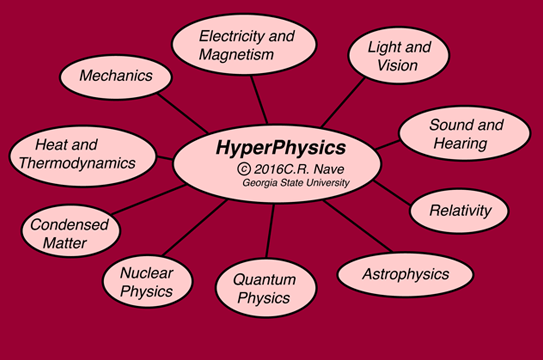 Electricity and
Magnetism
Light and
Vision
Mechanics
Sound and
Hearing
Heat and
Thermodynamics
HyperPhysics
© 2016C.R. Nave
Georgia State University
Relativity
Condensed
Matter
Nuclear
Physics
Quantum
Physics
Astrophysics